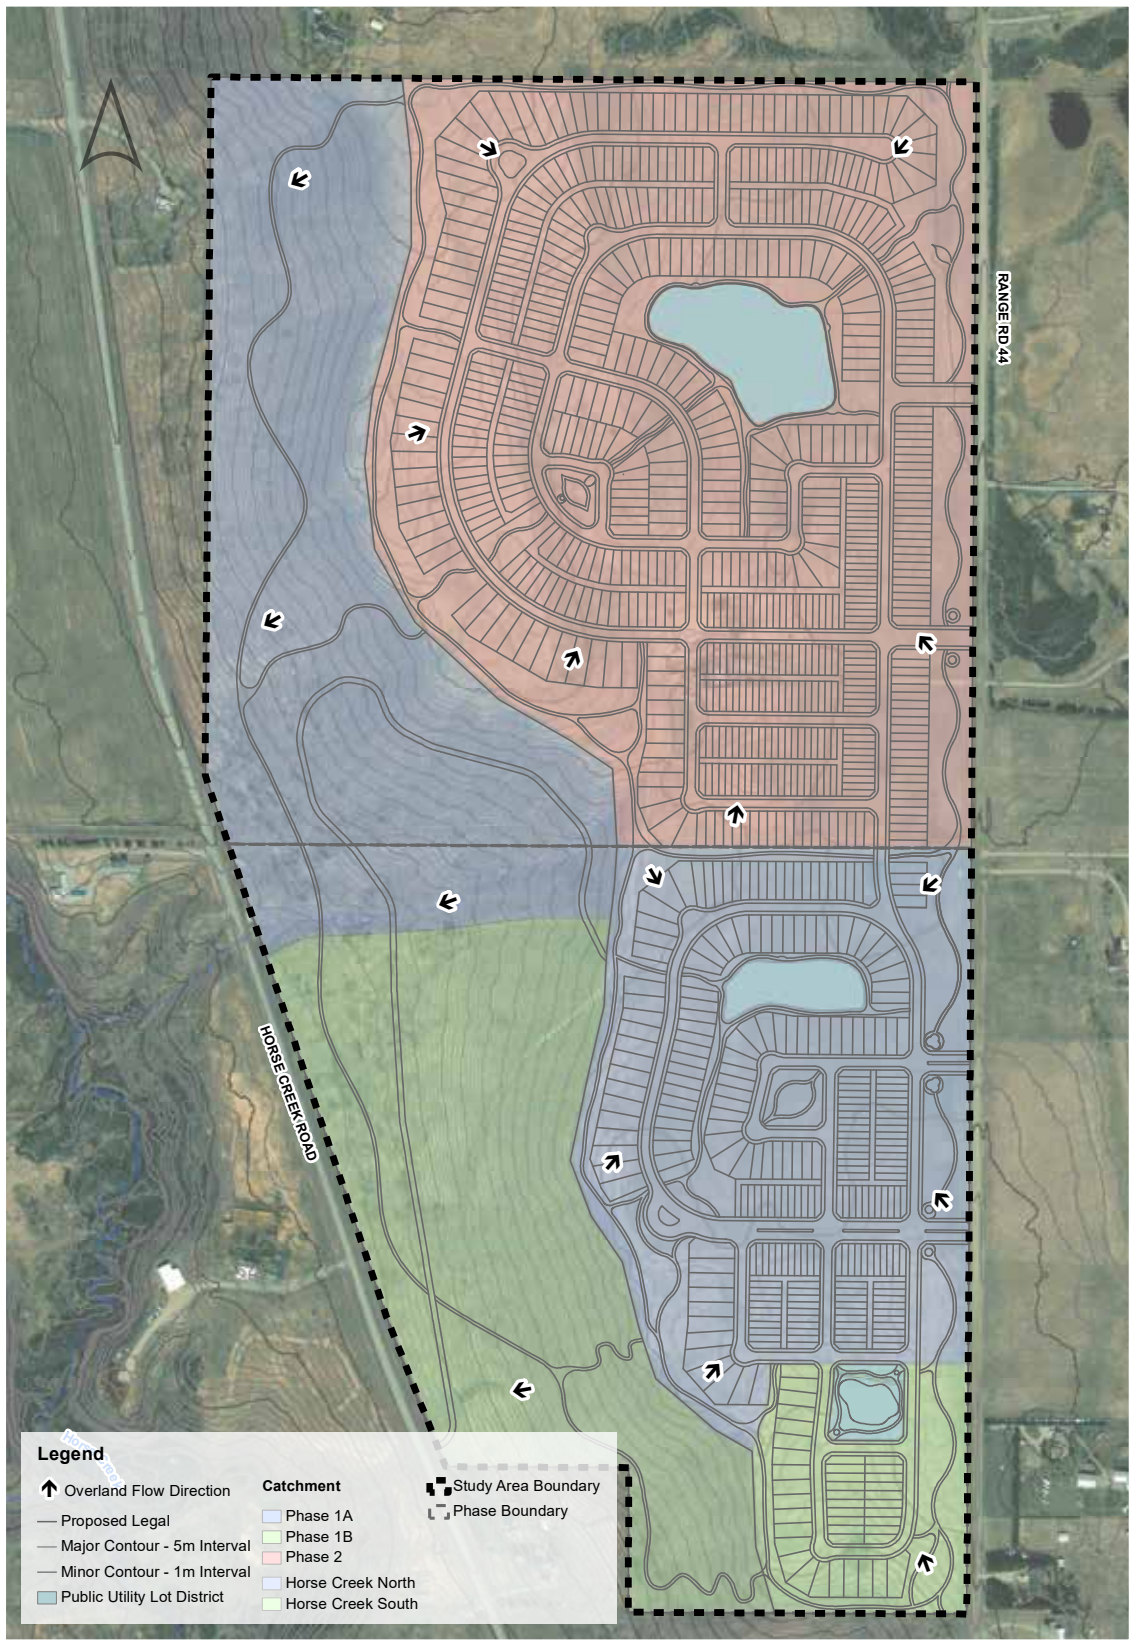 RANGE RD 44
HORSE CREEK ROAD
Legend
Overland Flow Direction
Proposed Legal
Major Contour - 5m Interval
Minor Contour - 1m Interval
Public Utility Lot District
Catchment
Phase 1A
Phase 1B
Phase 2
Horse Creek North
Horse Creek South
Study Area Boundary
Phase Boundary